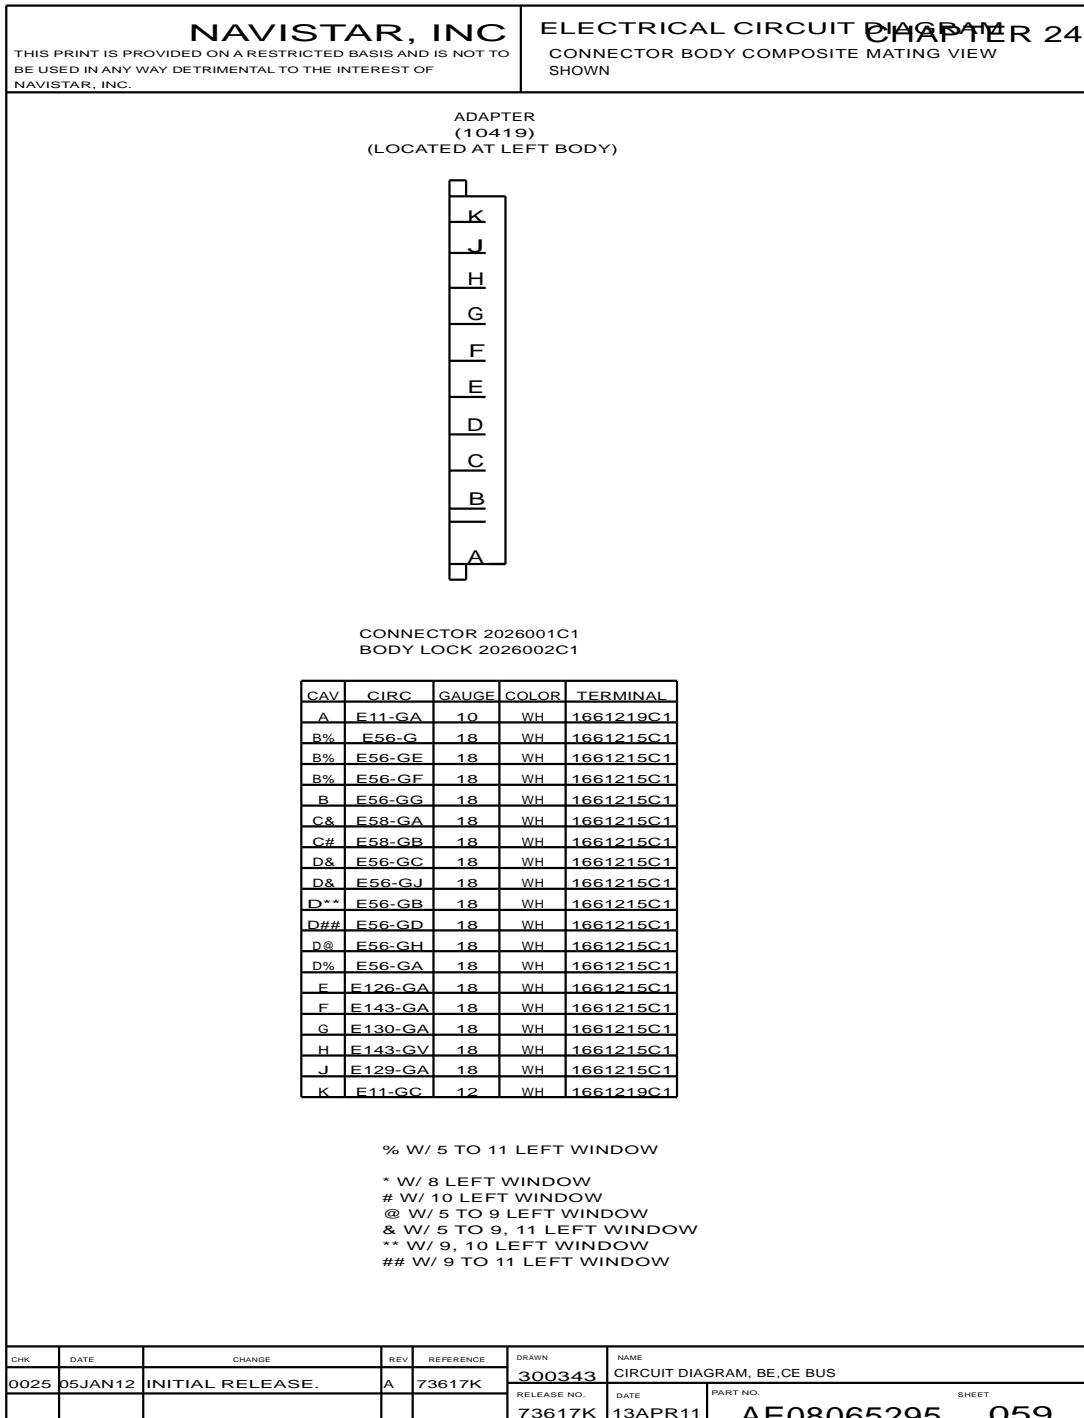 NAVISTAR, INC
THIS PRINT IS PROVIDED ON A RESTRICTED BASIS AND IS NOT TO
BE USED IN ANY WAY DETRIMENTAL TO THE INTEREST OF
NAVISTAR, INC.
ELECTRICAL CIRCUIT DIAGRAM
CHAPTER 24
CONNECTOR BODY COMPOSITE MATING VIEW
SHOWN
ADAPTER
(10419)
(LOCATED AT LEFT BODY)
K
J
H
G
F
E
D
C
B
A
CONNECTOR 2026001C1
BODY LOCK 2026002C1
CAV CIRC GAUGE COLOR TERMINAL
A E11-GA 10 WH 1661219C1
B% E56-G 18 WH 1661215C1
B% E56-GE 18 WH 1661215C1
B% E56-GF 18 WH 1661215C1
B E56-GG 18 WH 1661215C1
C& E58-GA 18 WH 1661215C1
C# E58-GB 18 WH 1661215C1
D& E56-GC 18 WH 1661215C1
D& E56-GJ 18 WH 1661215C1
D** E56-GB 18 WH 1661215C1
D## E56-GD 18 WH 1661215C1
D@ E56-GH 18 WH 1661215C1
D% E56-GA 18 WH 1661215C1
E E126-GA 18 WH 1661215C1
F E143-GA 18 WH 1661215C1
G E130-GA 18 WH 1661215C1
H E143-GV 18 WH 1661215C1
J E129-GA 18 WH 1661215C1
K E11-GC 12 WH 1661219C1
% W/ 5 TO 11 LEFT WINDOW
* W/ 8 LEFT WINDOW
# W/ 10 LEFT WINDOW
@ W/ 5 TO 9 LEFT WINDOW
& W/ 5 TO 9, 11 LEFT WINDOW
** W/ 9, 10 LEFT WINDOW
## W/ 9 TO 11 LEFT WINDOW
CHK DATE CHANGE REV REFERENCE
0025 05JAN12 INITIAL RELEASE. A 73617K
DRAWN
300343
NAME
CIRCUIT DIAGRAM, BE,CE BUS
RELEASE NO.
73617K
DATE
13APR11
PART NO.
AE08065295
SHEET
059